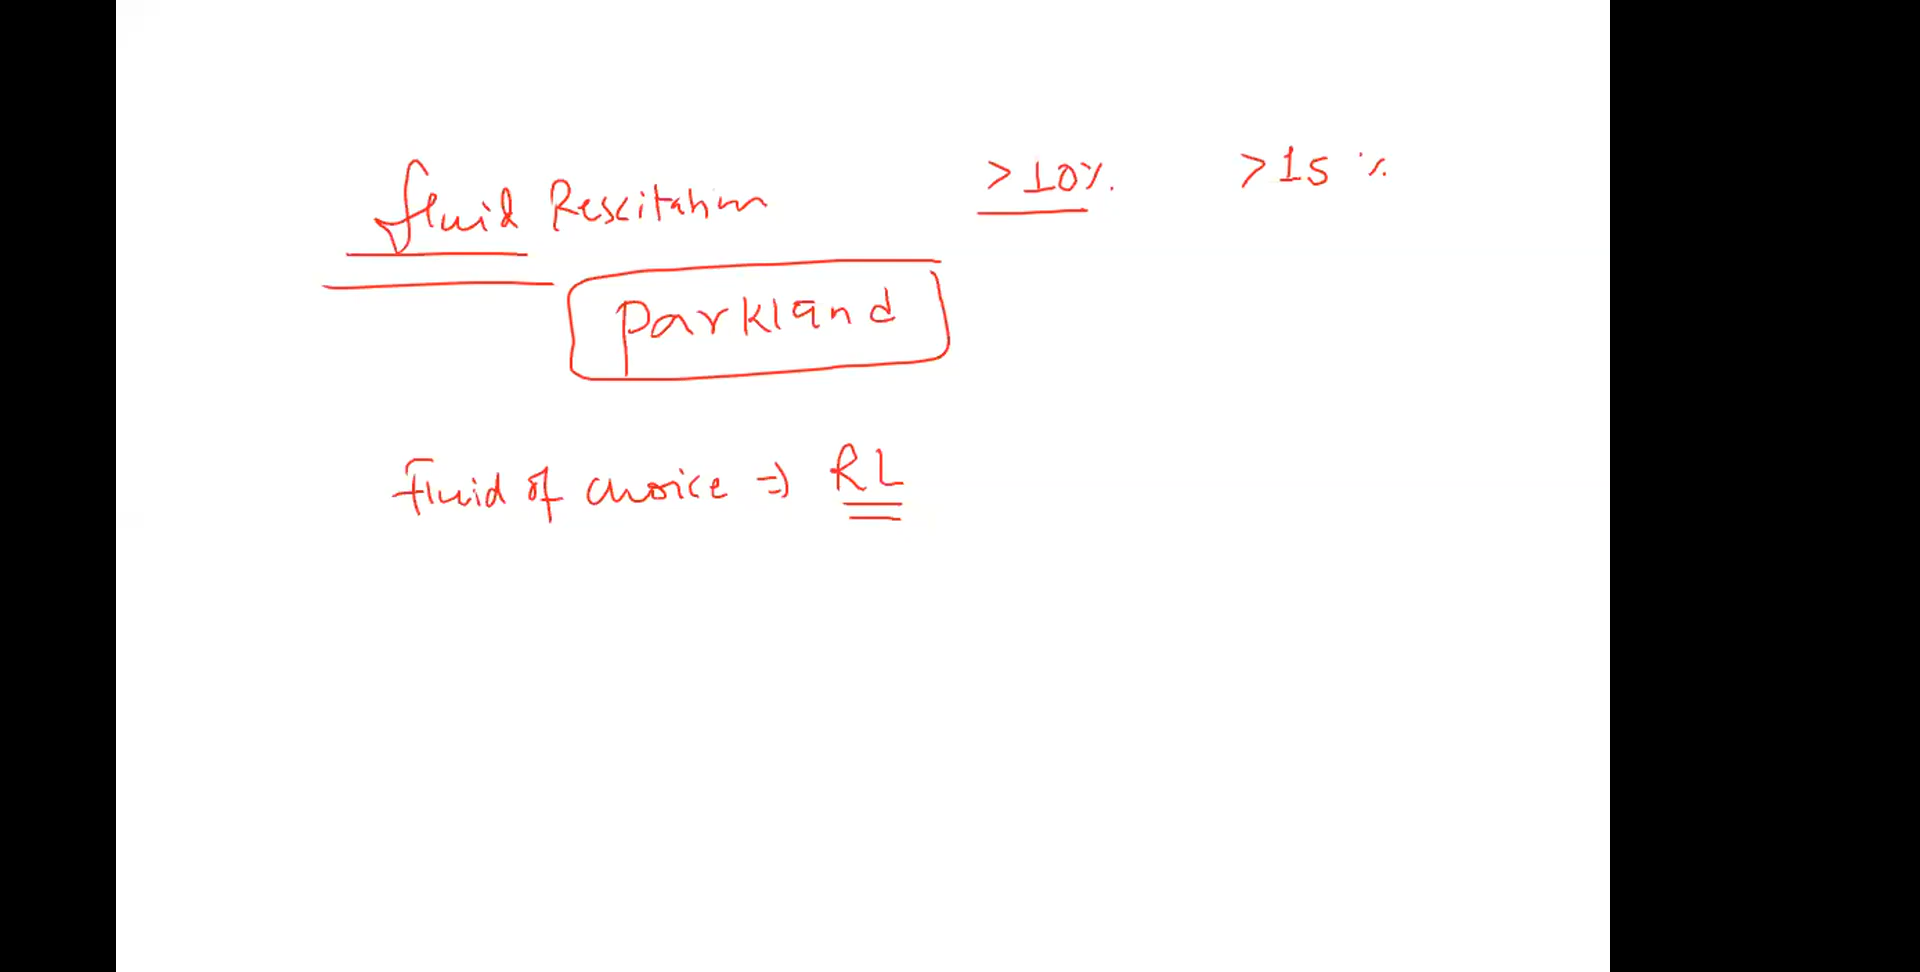 fluid Rescitation >10% >15 %
Parkland
Fluid of choice => RL